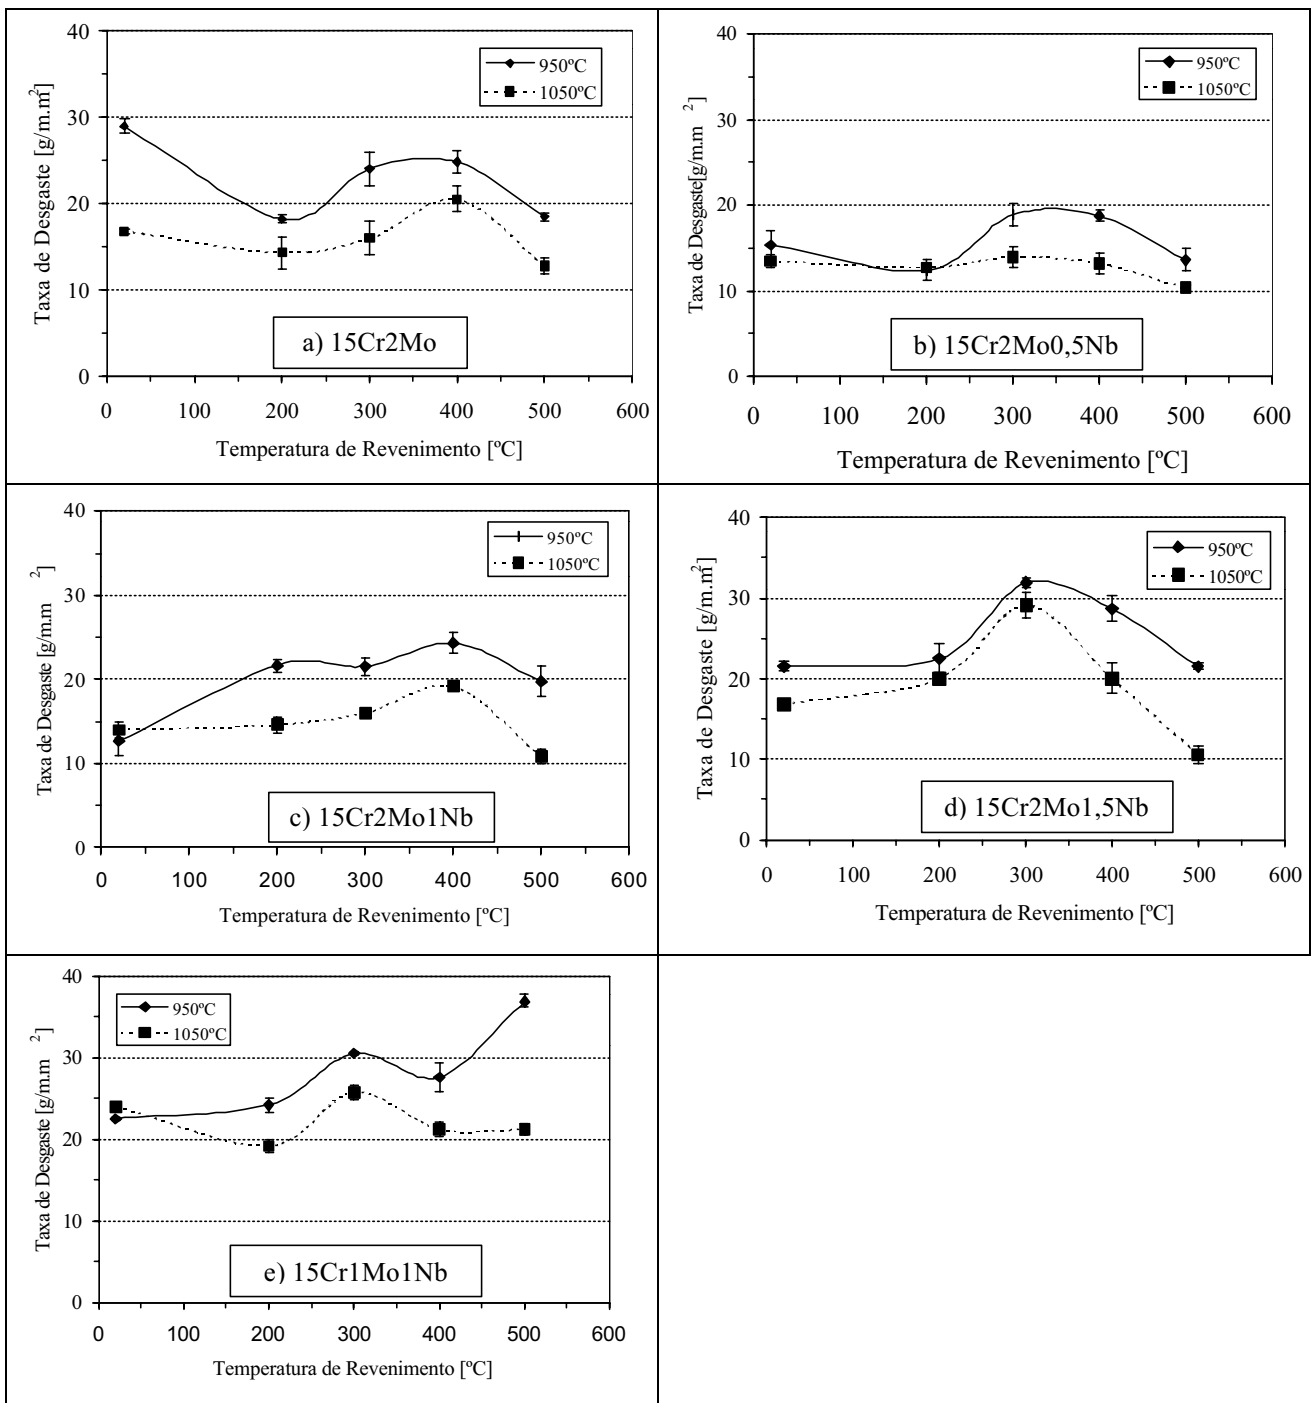 40
30
20
10
0
Taxa de Desgaste [g/m.m²]
950ºC
1050ºC
a) 15Cr2Mo
0 100 200 300 400 500 600
Temperatura de Revenimento [ºC]
40
30
20
10
0
Taxa de Desgaste[g/m.m 2]
950ºC
1050ºC
b) 15Cr2Mo0,5Nb
0 100 200 300 400 500 600
Temperatura de Revenimento [ºC]
40
30
20
10
0
Taxa de Desgaste [g/m.m 2]
950ºC
1050ºC
c) 15Cr2Mo1Nb
0 100 200 300 400 500 600
Temperatura de Revenimento [ºC]
40
30
20
10
0
Taxa de Desgaste [g/m.m²]
950ºC
1050ºC
d) 15Cr2Mo1,5Nb
0 100 200 300 400 500 600
Temperatura de Revenimento [ºC]
40
30
20
10
0
Taxa de Desgaste [g/m.m 2]
950ºC
1050ºC
e) 15Cr1Mo1Nb
0 100 200 300 400 500 600
Temperatura de Revenimento [ºC]